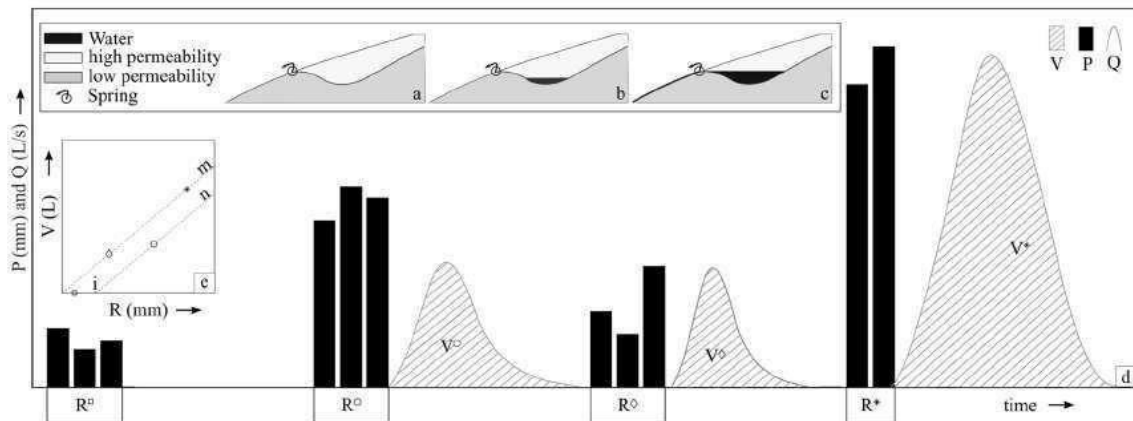 Water
high permeability
low permeability
Spring
a
b
c
V P Q
P (mm) and Q (L/s)
V (L)
m
n
i
e
R (mm)
V○
V◊
V*
d
R¤
R○
R◊
R*
time